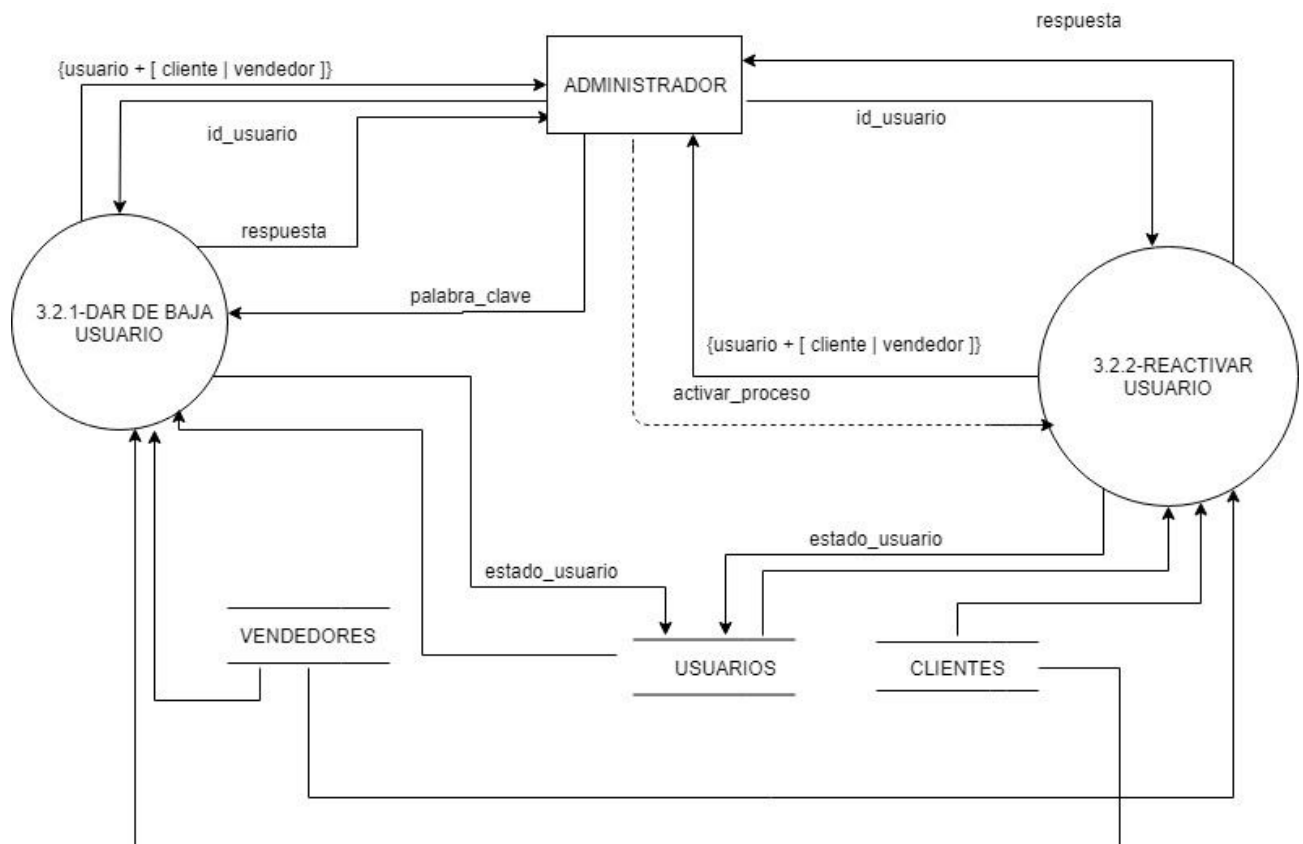 respuesta
{usuario + [ cliente | vendedor ]}
ADMINISTRADOR
id_usuario
id_usuario
respuesta
palabra_clave
3.2.1-DAR DE BAJA
USUARIO
{usuario + [ cliente | vendedor ]}
3.2.2-REACTIVAR
USUARIO
activar_proceso
estado_usuario
estado_usuario
VENDEDORES
USUARIOS
CLIENTES